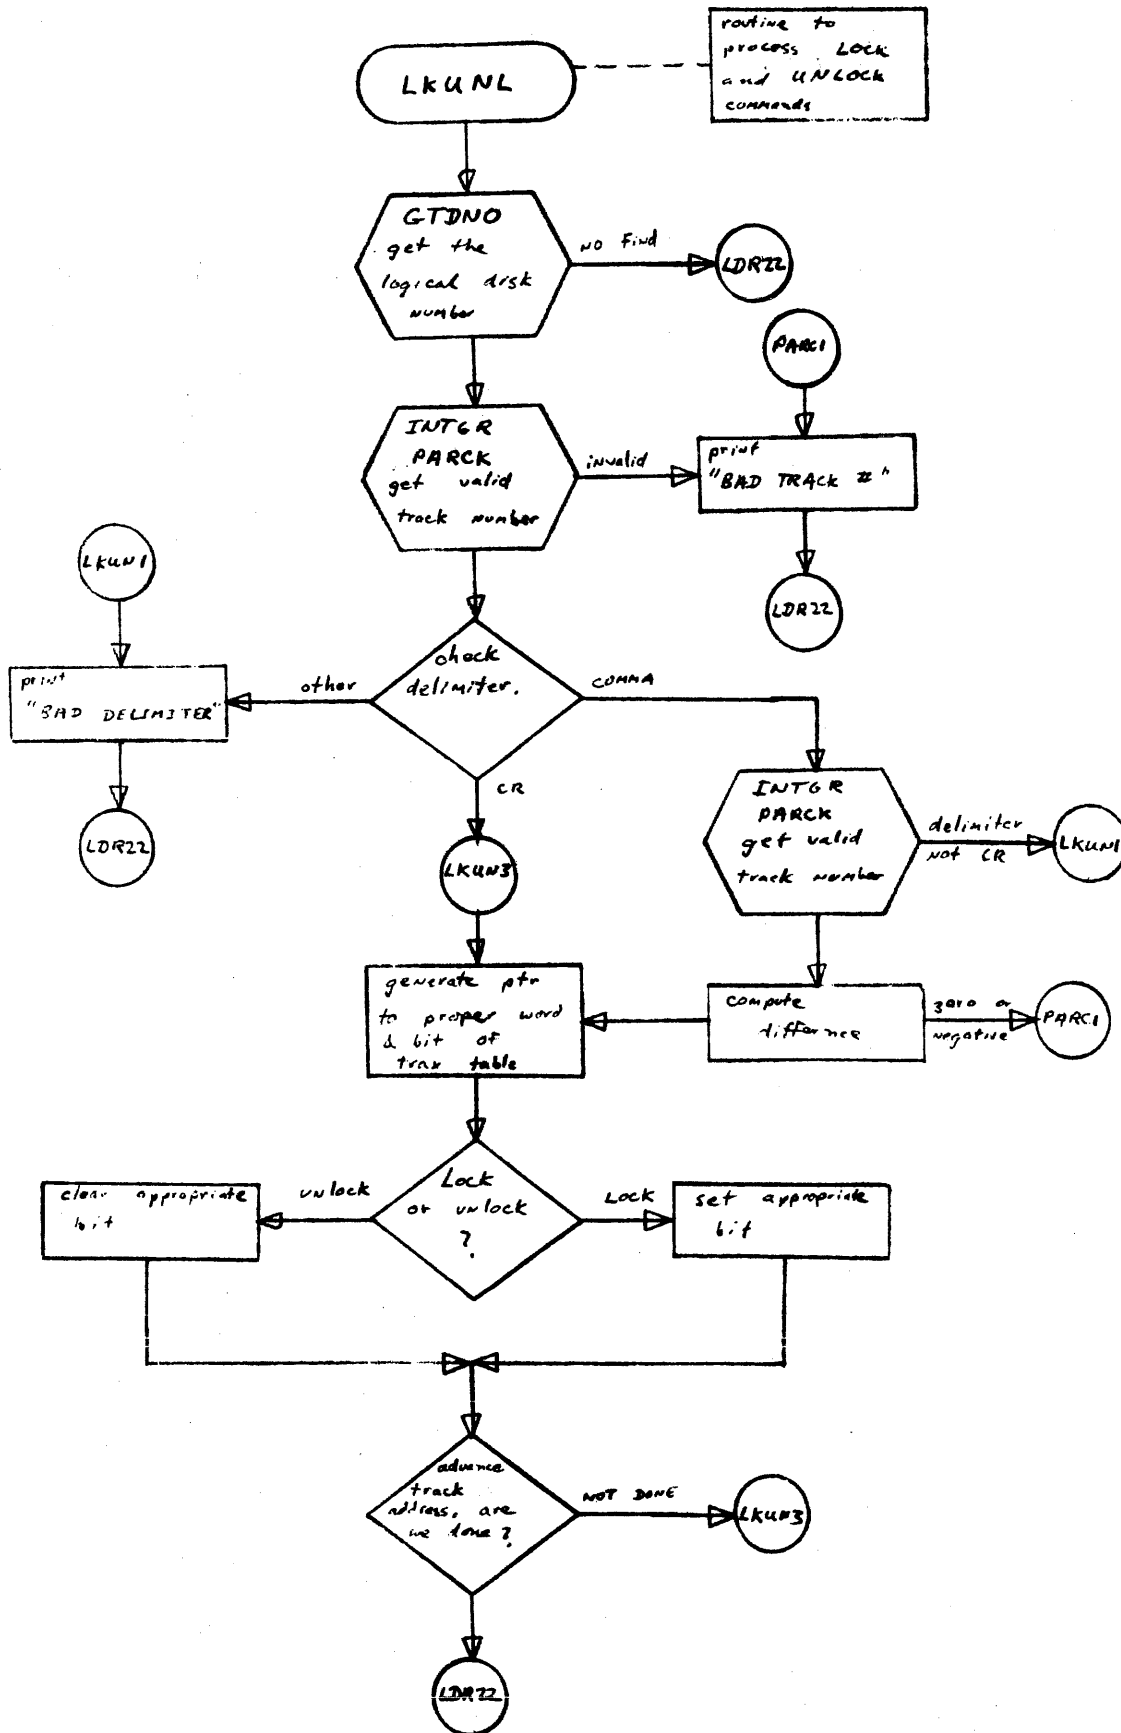 routine to
process LOCK
and UNLOCK
commands
LKUNL
GTDNO
get the
logical disk
number
NO FIND
LDR22
PARC1
INTGR
PARCK
get valid
track number
invalid
print
"BAD TRACK #"
LDR22
LKUN1
print
"BAD DELIMITER"
LDR22
other
check
delimiter.
COMMA
CR
LKUN3
INTGR
PARCK
get valid
track number
delimiter
NOT CR
LKUN1
generate ptr
to proper word
& bit of
trax table
compute
difference
zero or
negative
PARC1
clear appropriate
bit
UNLOCK
Lock
or unlock
?
LOCK
set appropriate
bit
advance
track
address, are
we done?
NOT DONE
LKUN3
LDR22